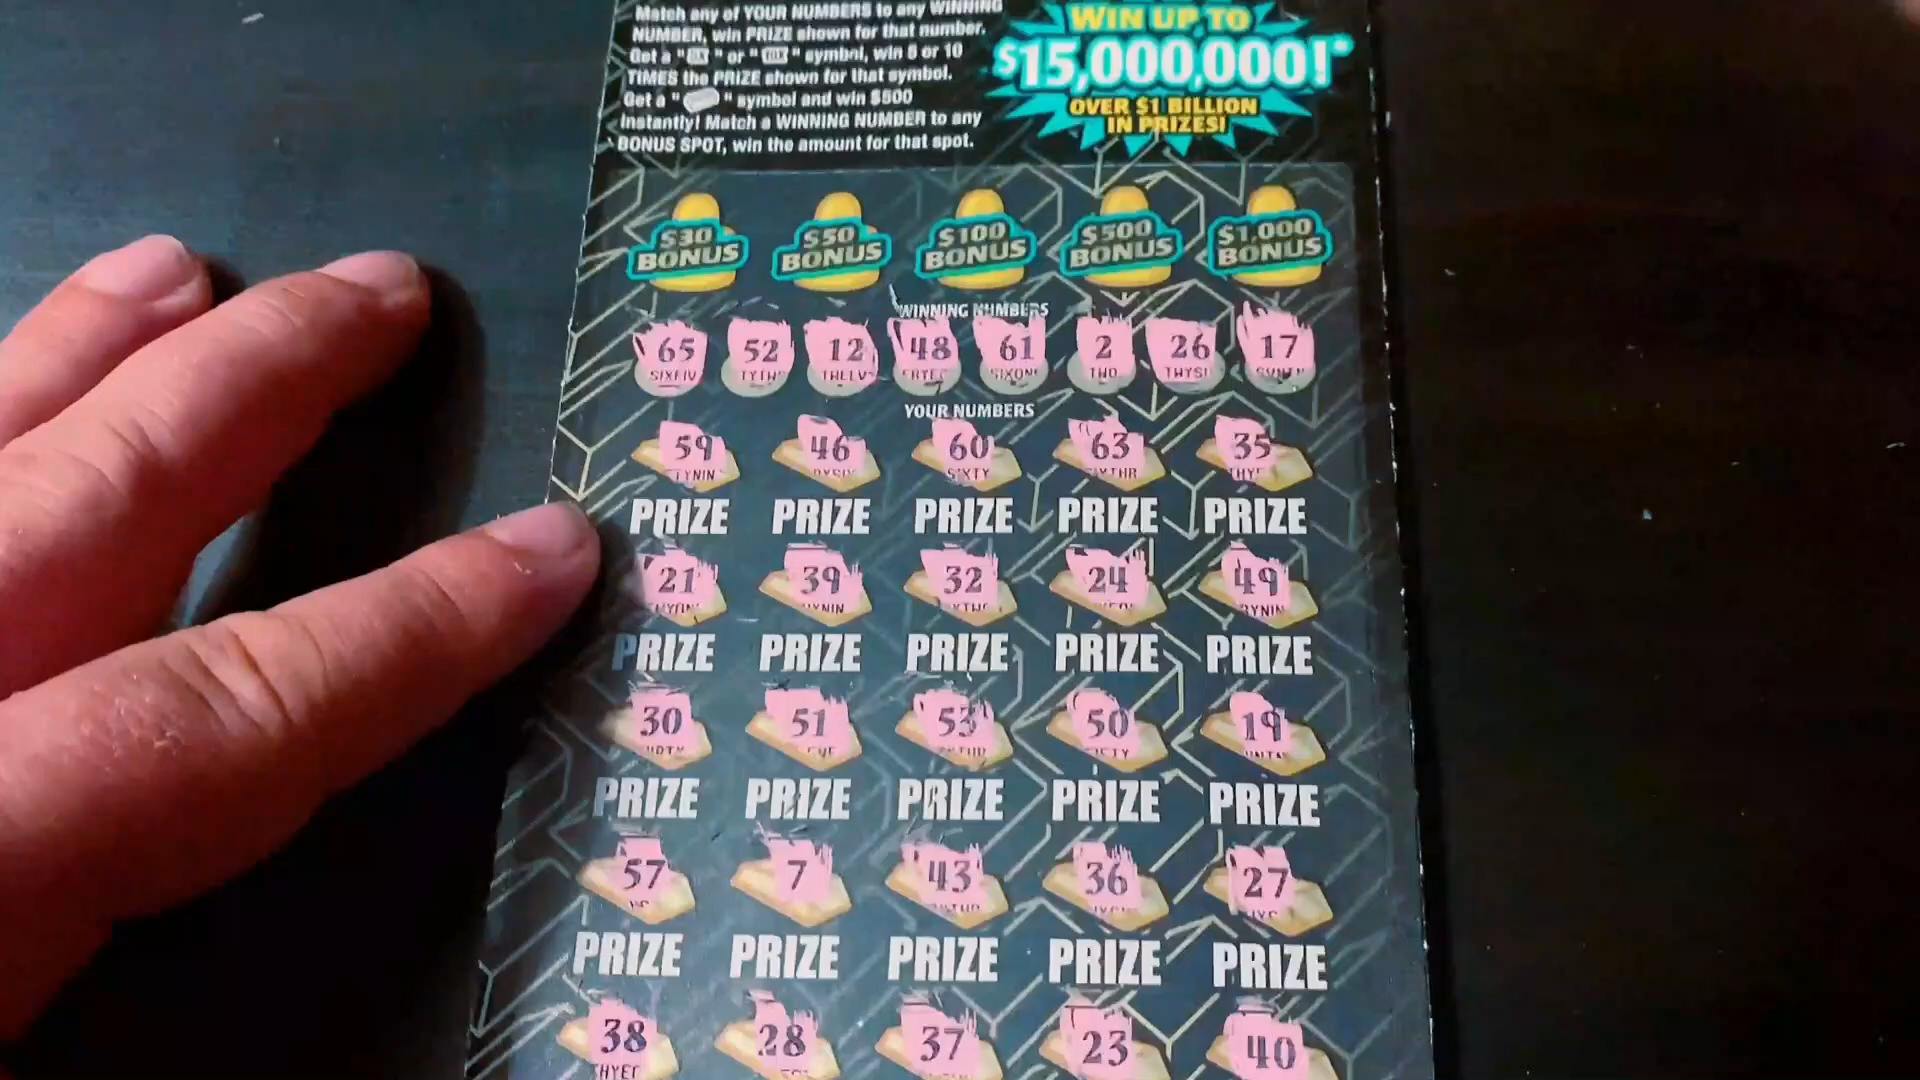 Match any of YOUR NUMBERS to any WINNING
NUMBER, win PRIZE shown for that number.
Get a "5X" or "10X" symbol, win 5 or 10
TIMES the PRIZE shown for that symbol.
Get a " " symbol and win $500
instantly! Match a WINNING NUMBER to any
BONUS SPOT, win the amount for that spot.
WIN UP TO
$15,000,000!*
OVER $1 BILLION
IN PRIZES!
$30 BONUS $50 BONUS $100 BONUS $500 BONUS $1,000 BONUS
WINNING NUMBERS
65 52 12 48 61 2 26 17
SIXFIV TWO
YOUR NUMBERS
59 46 60 63 35
SIXTY
PRIZE PRIZE PRIZE PRIZE PRIZE
21 39 32 24 49
PRIZE PRIZE PRIZE PRIZE PRIZE
30 51 53 50 19
PRIZE PRIZE PRIZE PRIZE PRIZE
57 7 43 36 27
PRIZE PRIZE PRIZE PRIZE PRIZE
38 28 37 23 40